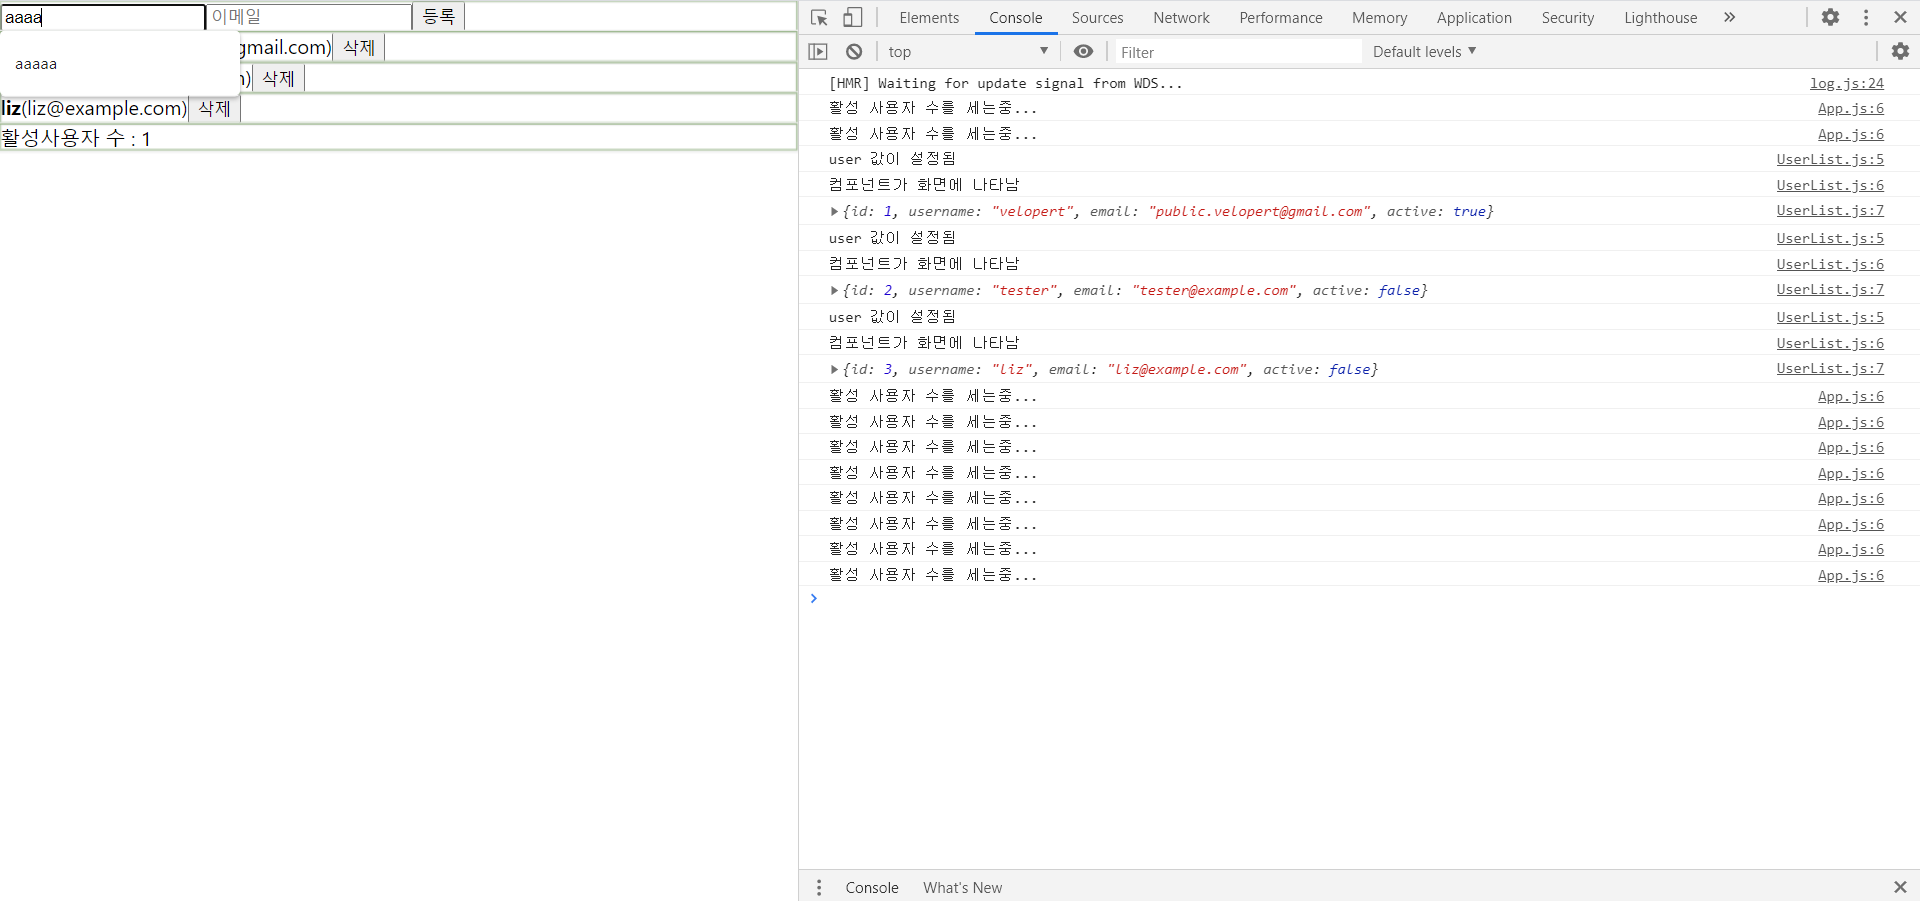 aaaa 이메일 등록
aaaaa gmail.com) 삭제
) 삭제
liz(liz@example.com) 삭제
활성사용자 수 : 1
Elements Console Sources Network Performance Memory Application Security Lighthouse »
top Filter Default levels
[HMR] Waiting for update signal from WDS... log.js:24
활성 사용자 수를 세는중... App.js:6
활성 사용자 수를 세는중... App.js:6
user 값이 설정됨 UserList.js:5
컴포넌트가 화면에 나타남 UserList.js:6
{id: 1, username: "velopert", email: "public.velopert@gmail.com", active: true} UserList.js:7
user 값이 설정됨 UserList.js:5
컴포넌트가 화면에 나타남 UserList.js:6
{id: 2, username: "tester", email: "tester@example.com", active: false} UserList.js:7
user 값이 설정됨 UserList.js:5
컴포넌트가 화면에 나타남 UserList.js:6
{id: 3, username: "liz", email: "liz@example.com", active: false} UserList.js:7
활성 사용자 수를 세는중... App.js:6
활성 사용자 수를 세는중... App.js:6
활성 사용자 수를 세는중... App.js:6
활성 사용자 수를 세는중... App.js:6
활성 사용자 수를 세는중... App.js:6
활성 사용자 수를 세는중... App.js:6
활성 사용자 수를 세는중... App.js:6
활성 사용자 수를 세는중... App.js:6
Console What's New